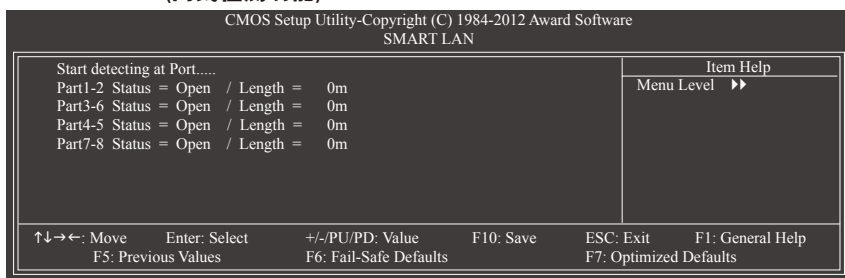 CMOS Setup Utility-Copyright (C) 1984-2012 Award Software
SMART LAN
Start detecting at Port.....
Part1-2 Status = Open / Length = 0m
Part3-6 Status = Open / Length = 0m
Part4-5 Status = Open / Length = 0m
Part7-8 Status = Open / Length = 0m
Item Help
Menu Level ▶▶
↑↓→←: Move Enter: Select +/-/PU/PD: Value F10: Save ESC: Exit F1: General Help
F5: Previous Values F6: Fail-Safe Defaults F7: Optimized Defaults